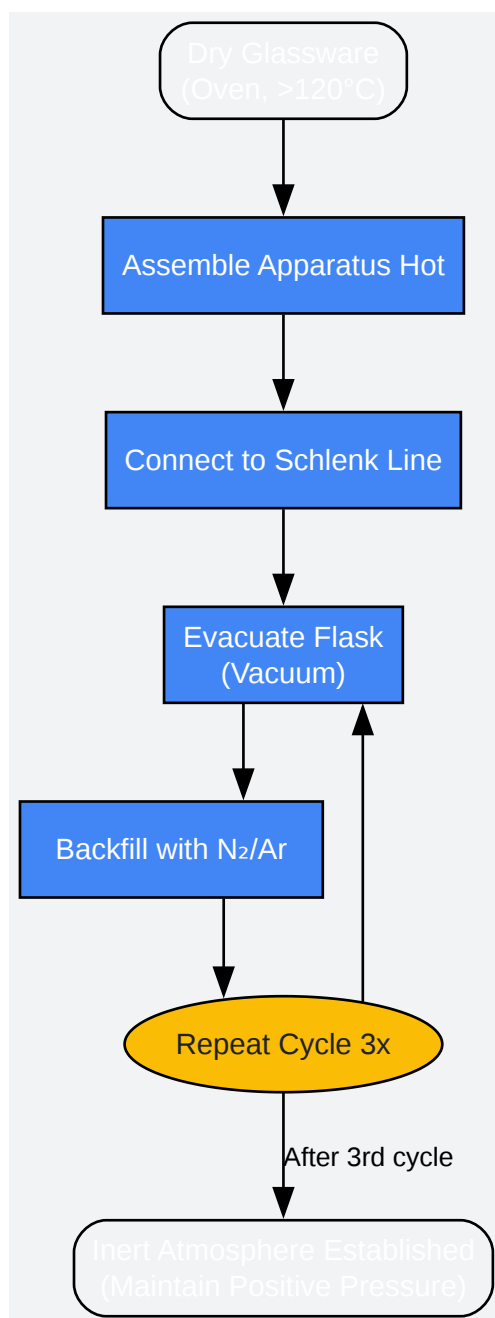 Dry Glassware
(Oven, >120°C)
Assemble Apparatus Hot
Connect to Schlenk Line
Evacuate Flask
(Vacuum)
Backfill with N₂/Ar
Repeat Cycle 3x
After 3rd cycle
Inert Atmosphere Established
(Maintain Positive Pressure)